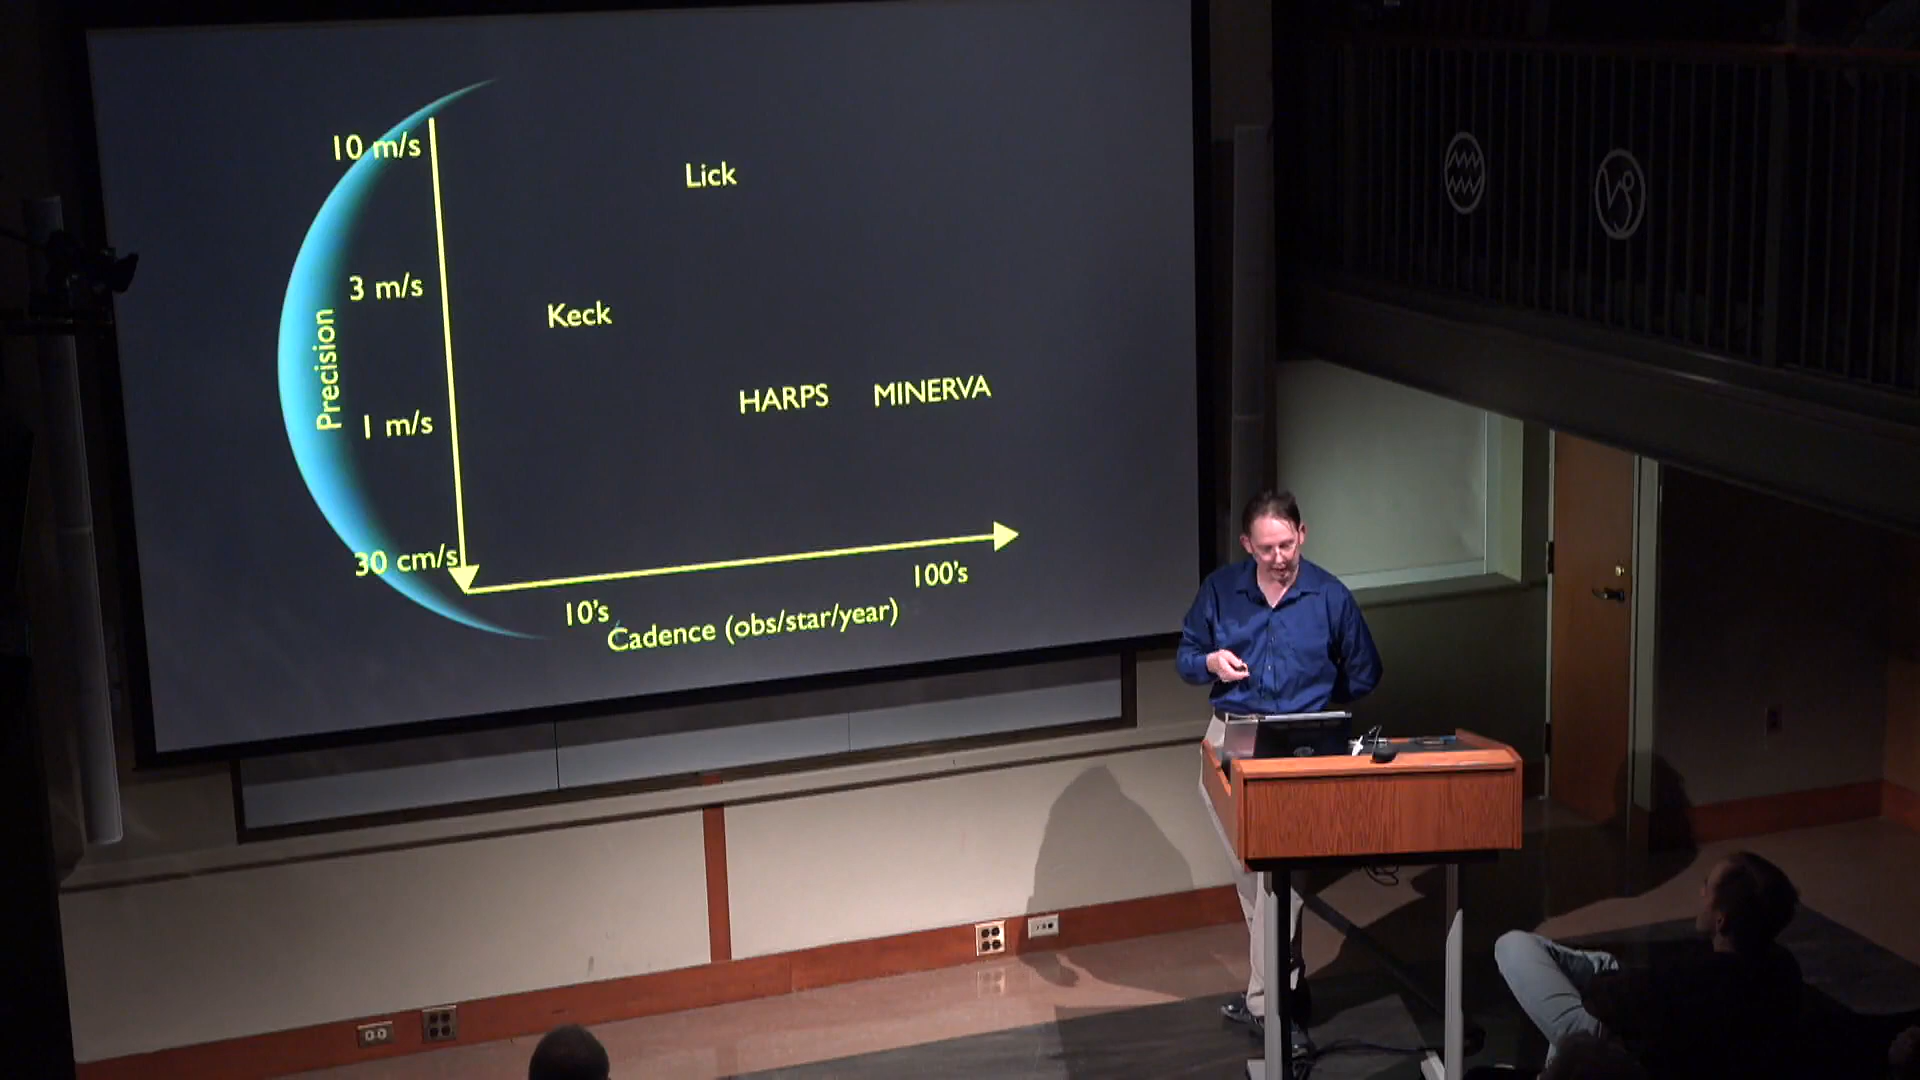 10 m/s
Lick
3 m/s
Keck
Precision
HARPS
MINERVA
1 m/s
30 cm/s
10's
100's
Cadence (obs/star/year)